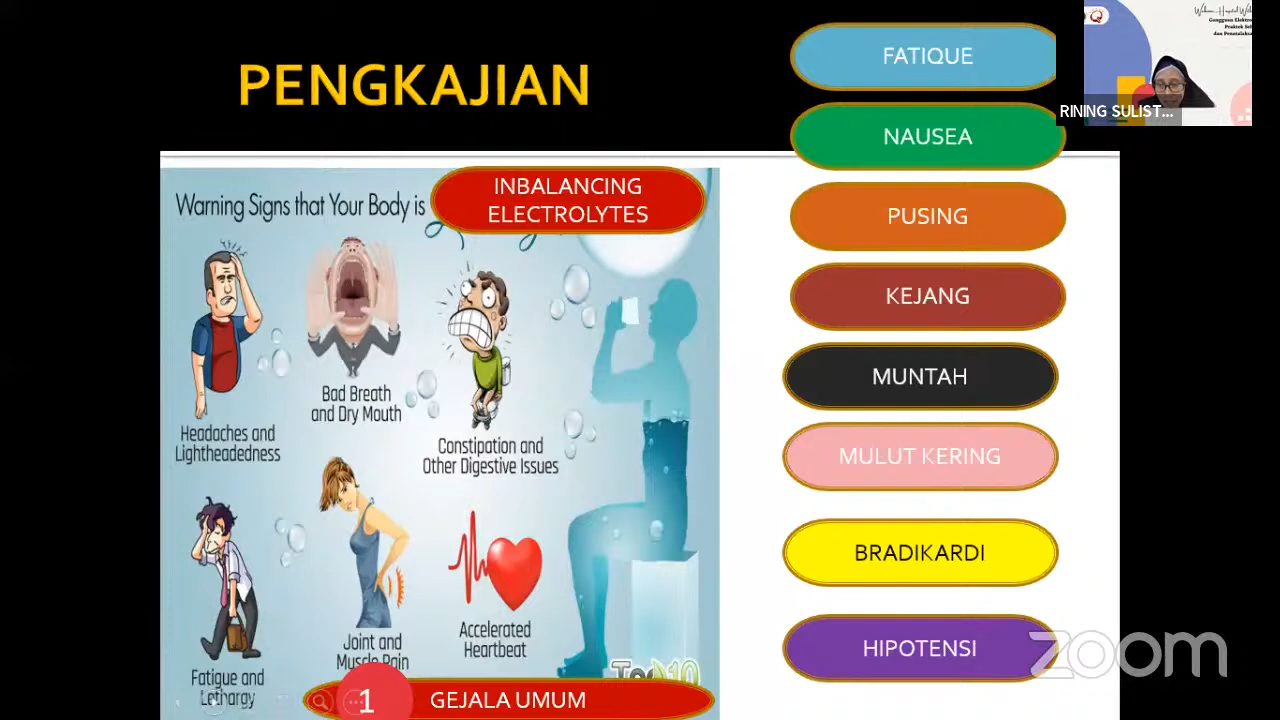 PENGKAJIAN
Warning Signs that Your Body is
INBALANCING
ELECTROLYTES
Headaches and
Lightheadedness
Bad Breath
and Dry Mouth
Constipation and
Other Digestive Issues
Fatigue and
Lethargy
Joint and
Muscle Pain
Accelerated
Heartbeat
Top10
1
GEJALA UMUM
FATIQUE
NAUSEA
PUSING
KEJANG
MUNTAH
MULUT KERING
BRADIKARDI
HIPOTENSI
RINING SULIST...
zoom